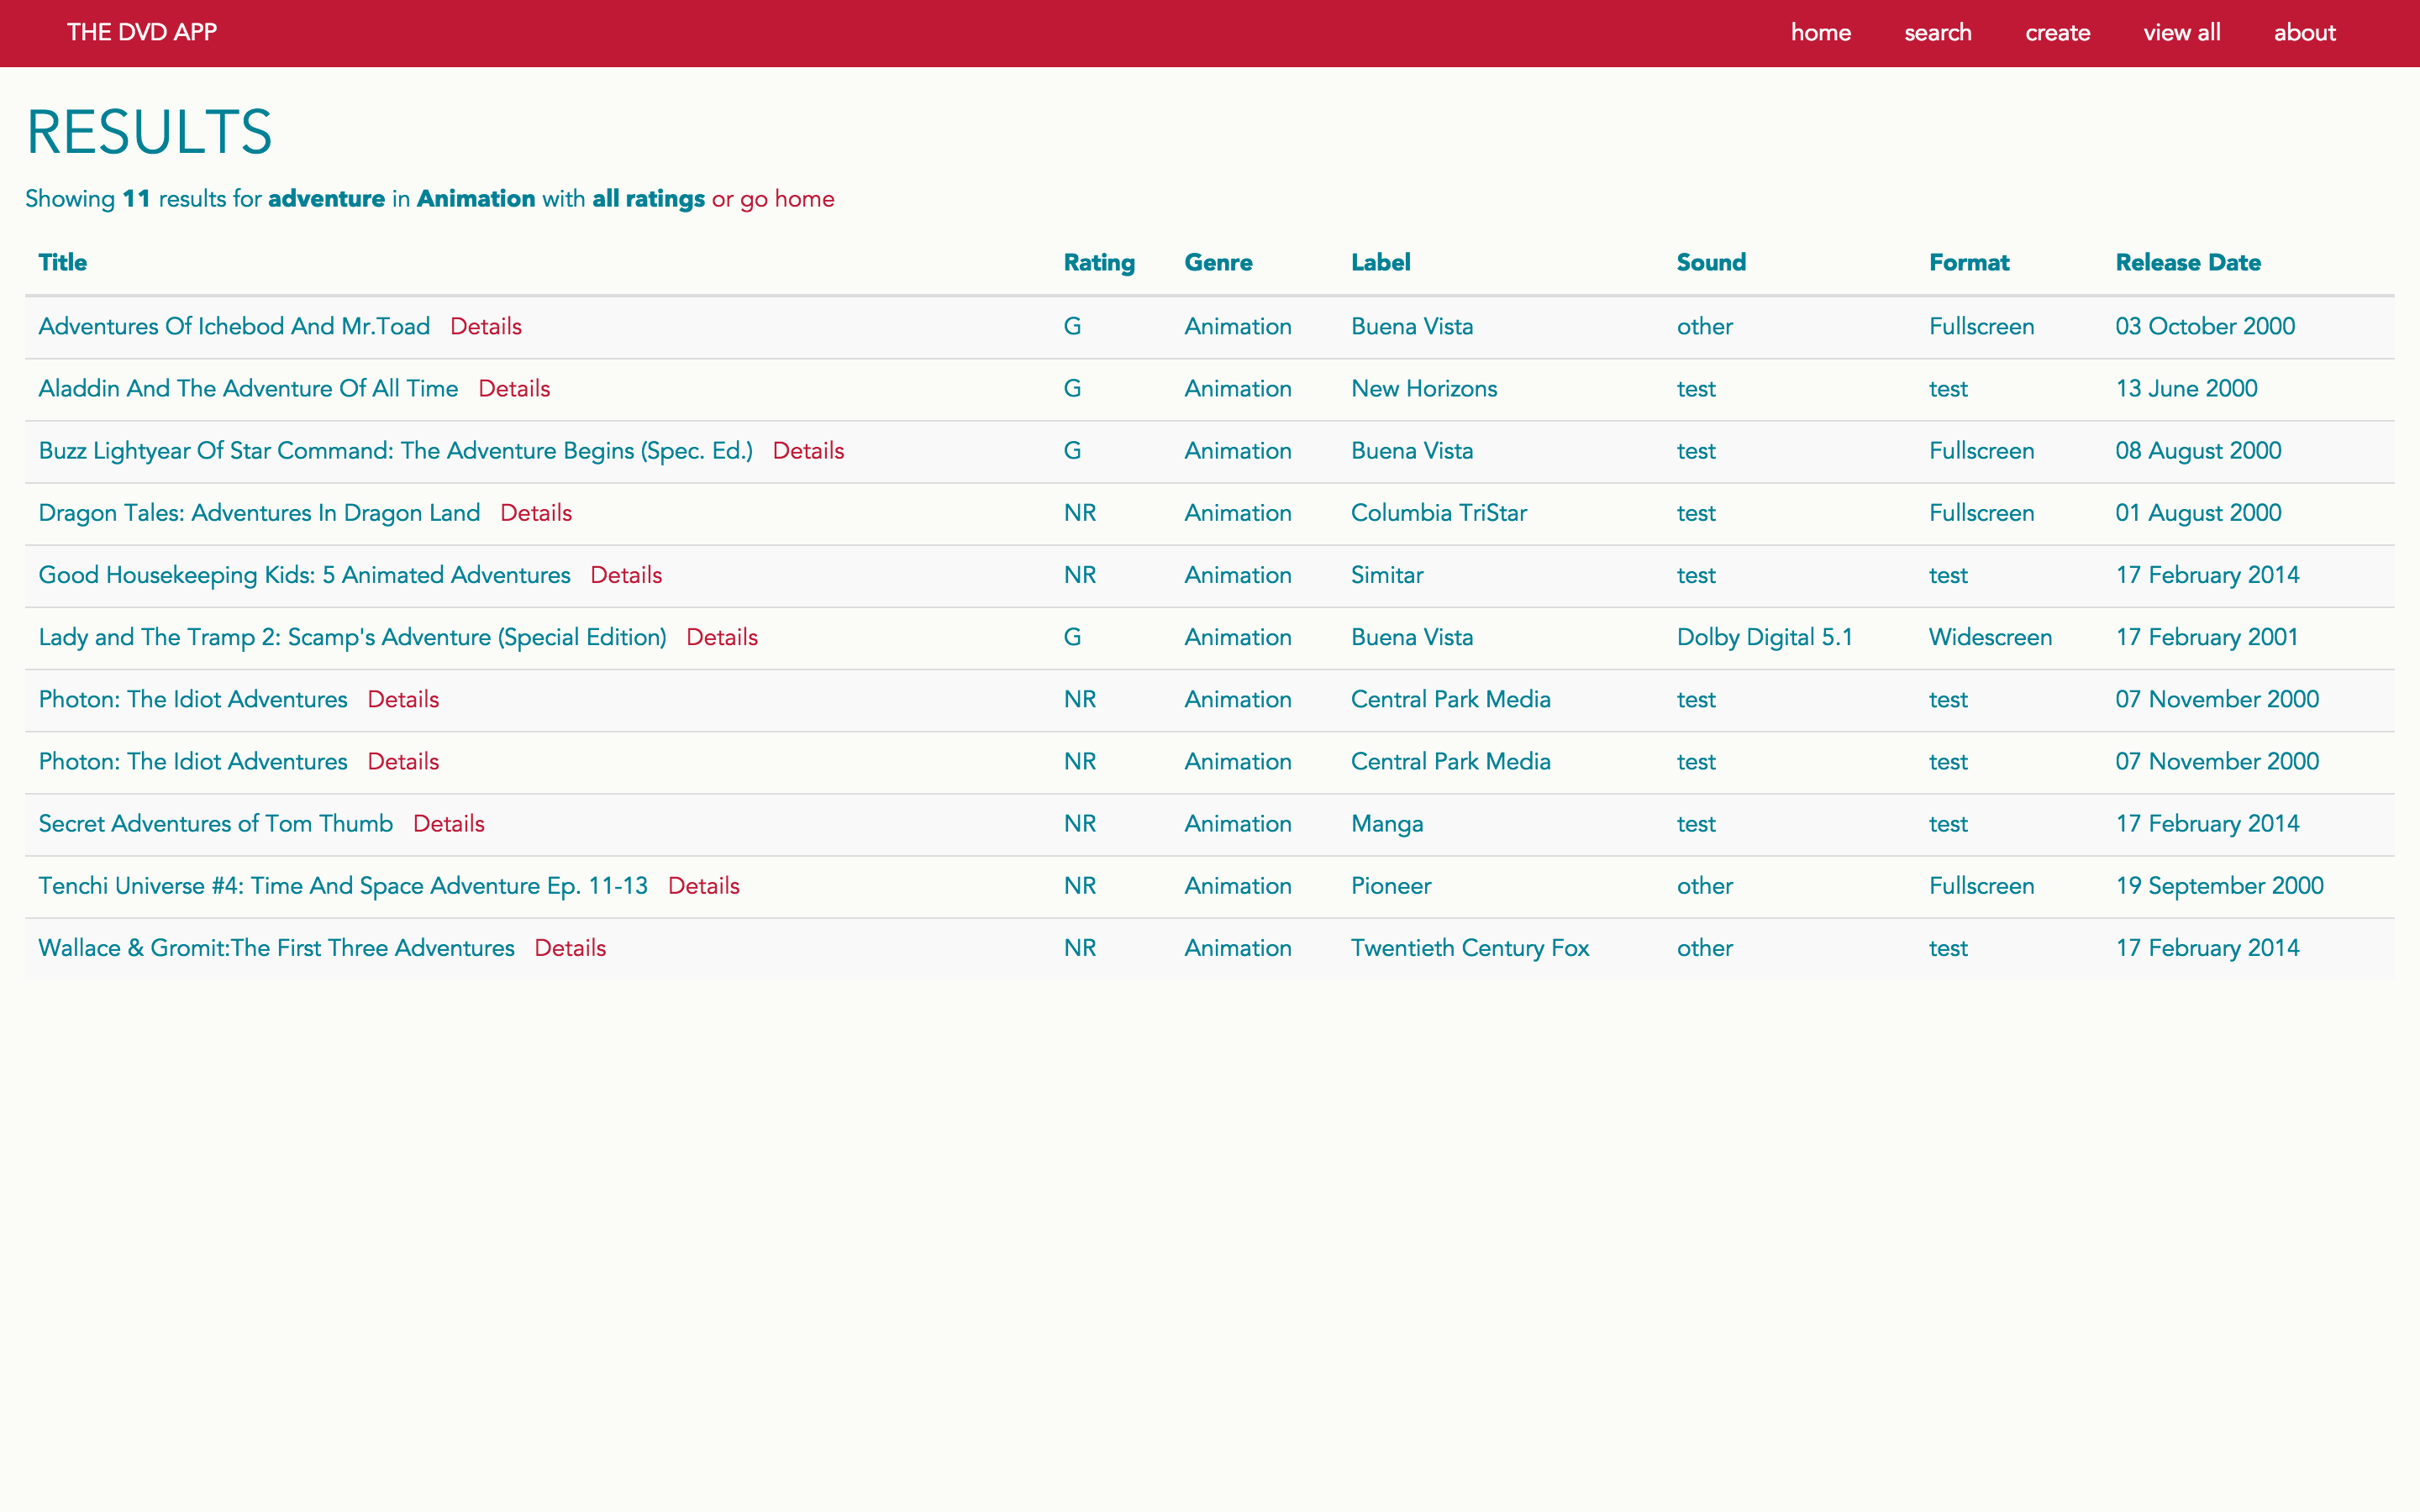 THE DVD APP home search create view all about
RESULTS
Showing 11 results for adventure in Animation with all ratings or go home
Title Rating Genre Label Sound Format Release Date
Adventures Of Ichebod And Mr.Toad Details G Animation Buena Vista other Fullscreen 03 October 2000
Aladdin And The Adventure Of All Time Details G Animation New Horizons test test 13 June 2000
Buzz Lightyear Of Star Command: The Adventure Begins (Spec. Ed.) Details G Animation Buena Vista test Fullscreen 08 August 2000
Dragon Tales: Adventures In Dragon Land Details NR Animation Columbia TriStar test Fullscreen 01 August 2000
Good Housekeeping Kids: 5 Animated Adventures Details NR Animation Simitar test test 17 February 2014
Lady and The Tramp 2: Scamp's Adventure (Special Edition) Details G Animation Buena Vista Dolby Digital 5.1 Widescreen 17 February 2001
Photon: The Idiot Adventures Details NR Animation Central Park Media test test 07 November 2000
Photon: The Idiot Adventures Details NR Animation Central Park Media test test 07 November 2000
Secret Adventures of Tom Thumb Details NR Animation Manga test test 17 February 2014
Tenchi Universe #4: Time And Space Adventure Ep. 11-13 Details NR Animation Pioneer other Fullscreen 19 September 2000
Wallace & Gromit:The First Three Adventures Details NR Animation Twentieth Century Fox other test 17 February 2014